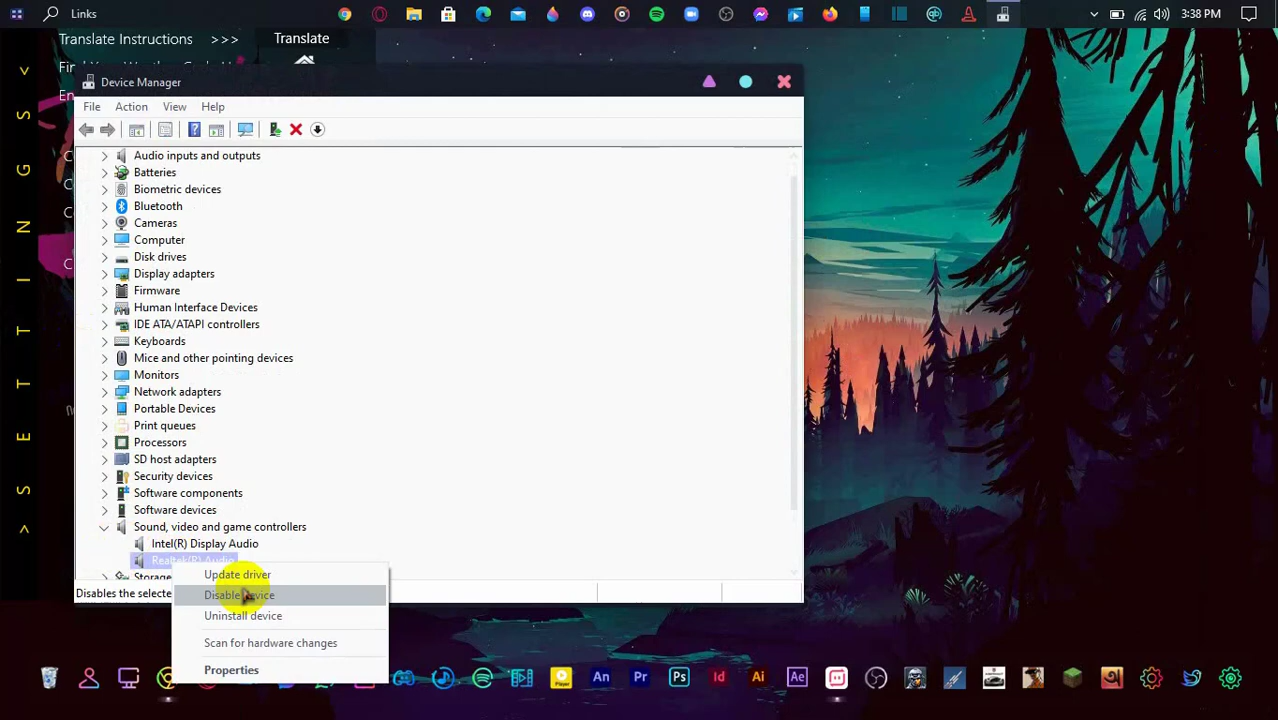 Links
3:38 PM
Translate Instructions >>> Translate
Device Manager
File Action View Help
Audio inputs and outputs
Batteries
Biometric devices
Bluetooth
Cameras
Computer
Disk drives
Display adapters
Firmware
Human Interface Devices
IDE ATA/ATAPI controllers
Keyboards
Mice and other pointing devices
Monitors
Network adapters
Portable Devices
Print queues
Processors
SD host adapters
Security devices
Software components
Software devices
Sound, video and game controllers
Intel(R) Display Audio
Realtek(R) Audio
Storage
Update driver
Disable device
Uninstall device
Scan for hardware changes
Properties
Disables the selecte
> SETTINGS <
An Pr Ps Id Ai Ae